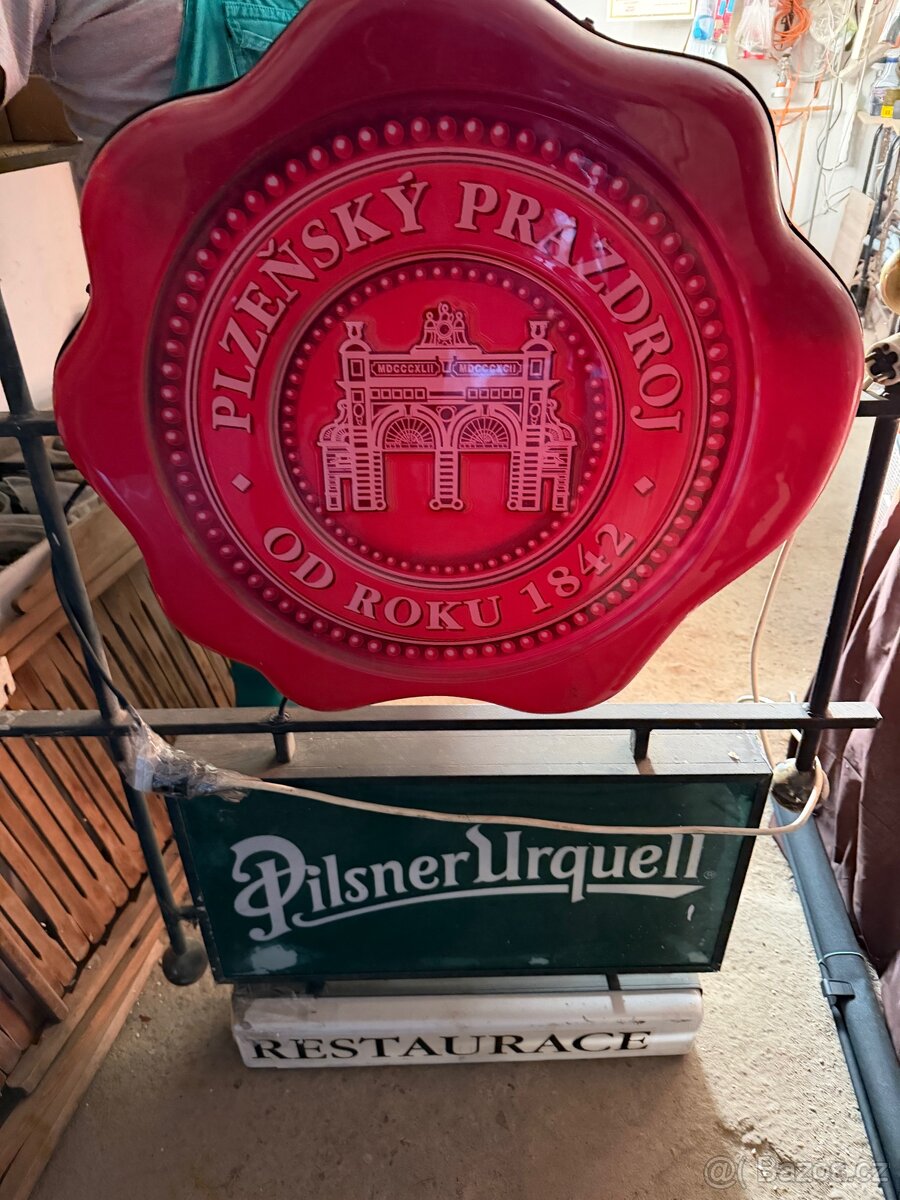 PLZEŇSKÝ PRAZDROJ
MDCCCXLII MDCCCXCII
OD ROKU 1842
Pilsner Urquell ®
RESTAURACE
@( Bazos.cz